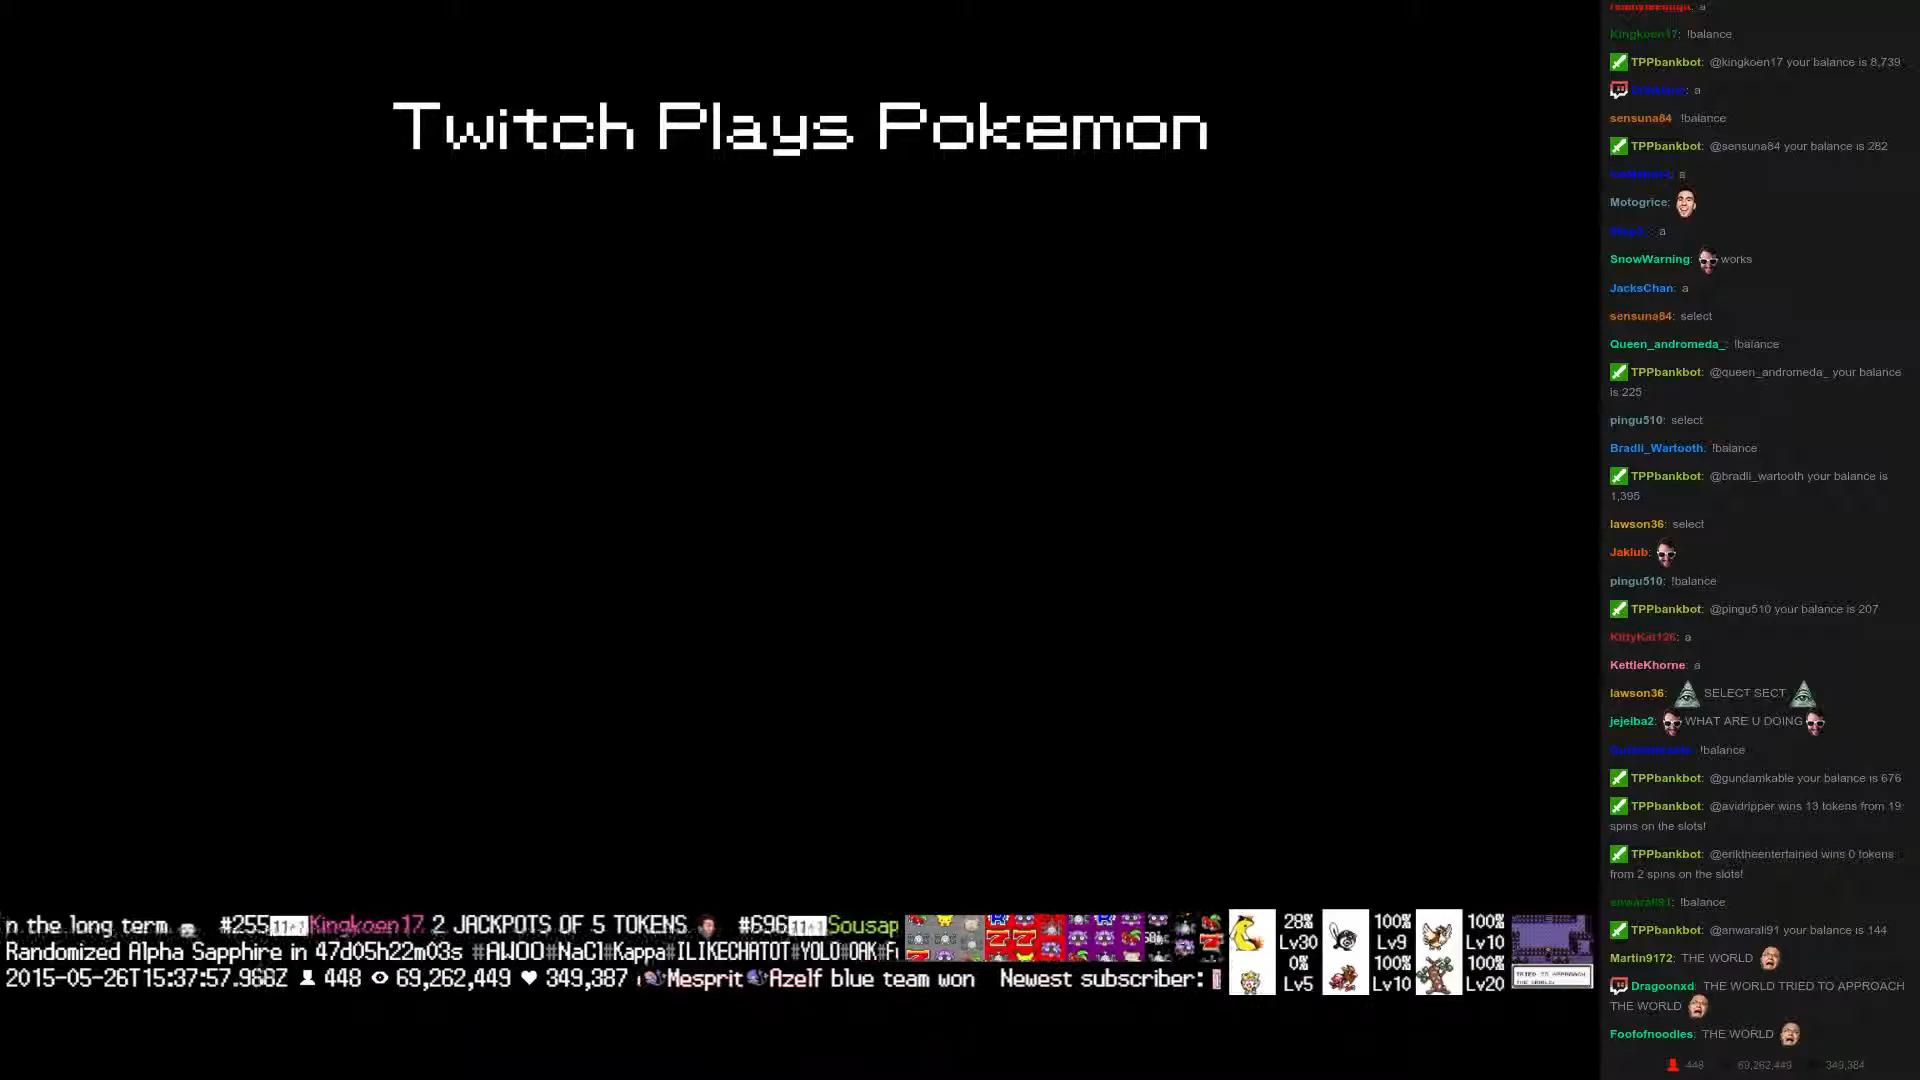 Twitch Plays Pokemon
n the long term #255 Kingkoen17 2 JACKPOTS OF 5 TOKENS #696 Sousap
Randomized Alpha Sapphire in 47d05h22m03s #AWOO#NaCl#Kappa#ILIKECHATOT#YOLO#OAK#F
2015-05-26T15:37:57.968Z 448 69,262,449 349,387 Mesprit Azelf blue team won Newest subscriber:
28% 100% 100%
Lv30 Lv9 Lv10
0% 100% 100%
Lv5 Lv10 Lv20
TRIED TO APPROACH
THE WORLD.
a
Kingkoen17: !balance
TPPbankbot: @kingkoen17 your balance is 8,739
a
sensuna84 !balance
TPPbankbot: @sensuna84 your balance is 282
a
Motogrice:
a
SnowWarning: works
JacksChan: a
sensuna84: select
Queen_andromeda_: !balance
TPPbankbot: @queen_andromeda_ your balance
is 225
pingu510: select
Bradli_Wartooth: !balance
TPPbankbot: @bradli_wartooth your balance is
1,395
lawson36: select
Jaklub:
pingu510: !balance
TPPbankbot: @pingu510 your balance is 207
KittyKat126: a
KettleKhorne: a
lawson36: SELECT SECT
jejeiba2: WHAT ARE U DOING
!balance
TPPbankbot: @gundamkable your balance is 676
TPPbankbot: @avidripper wins 13 tokens from 19
spins on the slots!
TPPbankbot: @eriktheentertained wins 0 tokens
from 2 spins on the slots!
anwarali91: !balance
TPPbankbot: @anwarali91 your balance is 144
Martin9172: THE WORLD
Dragoonxd: THE WORLD TRIED TO APPROACH
THE WORLD
Foofofnoodles: THE WORLD
448 69,262,449 349,384